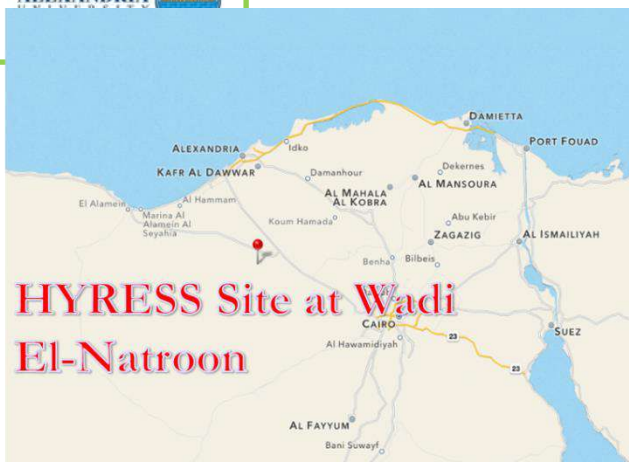 ALEXANDRIA
UNIVERSITY
DAMIETTA
PORT FOUAD
ALEXANDRIA
Idko
KAFR AL DAWWAR
Damanhour
Dekernes
AL MANSOURA
AL MAHALA
AL KOBRA
El Alamein
Al Hammam
Marina Al
Alamein Al
Seyahia
Koum Hamada
Abu Kebir
ZAGAZIG
AL ISMAILIYAH
Benha
Bilbeis
HYRESS Site at Wadi
El-Natroon
CAIRO
Al Hawamidiyah
23
SUEZ
23
AL FAYYUM
Bani Suwayf